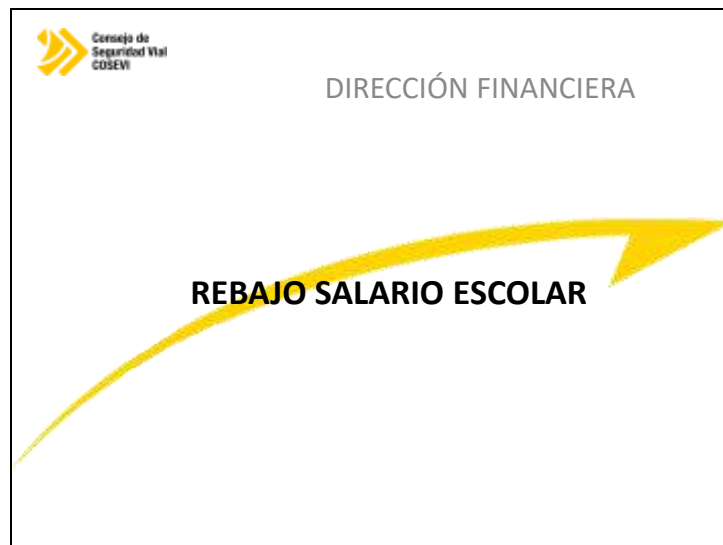 Consejo de
Seguridad Vial
COSEVI
DIRECCIÓN FINANCIERA
REBAJO SALARIO ESCOLAR